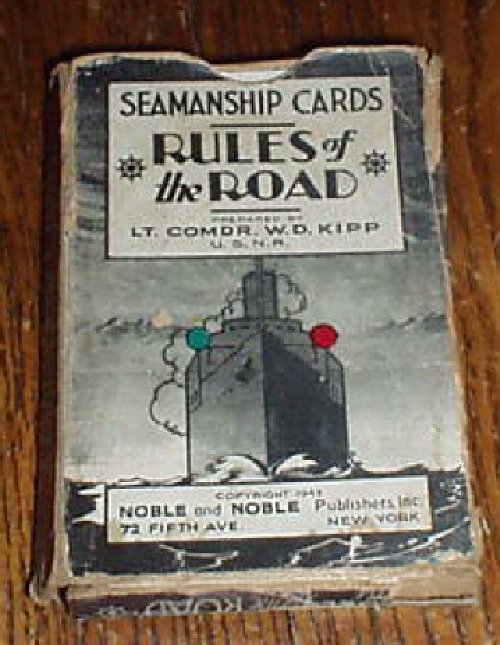 SEAMANSHIP CARDS
RULES of
the ROAD
PREPARED BY
LT. COMDR. W.D. KIPP
U.S.N.R.
COPYRIGHT 1943
NOBLE and NOBLE Publishers, Inc.
72 FIFTH AVE. NEW YORK
ROAD